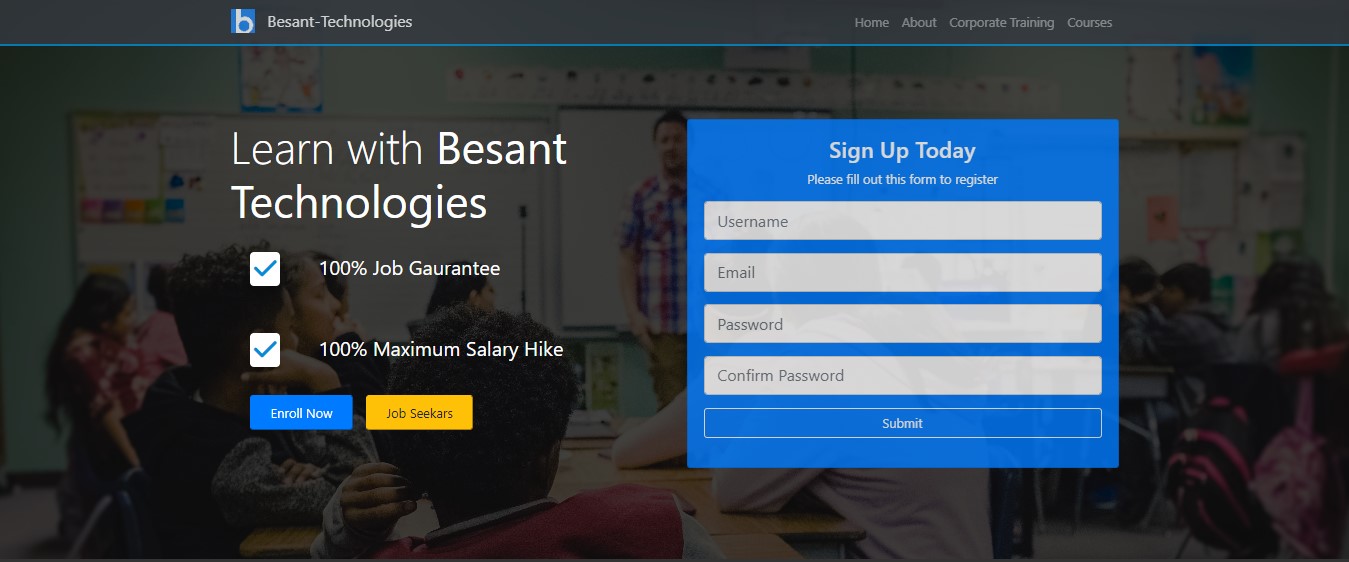 Besant-Technologies
Home About Corporate Training Courses
Learn with Besant
Technologies
100% Job Gaurantee
100% Maximum Salary Hike
Enroll Now Job Seekars
Sign Up Today
Please fill out this form to register
Username
Email
Password
Confirm Password
Submit